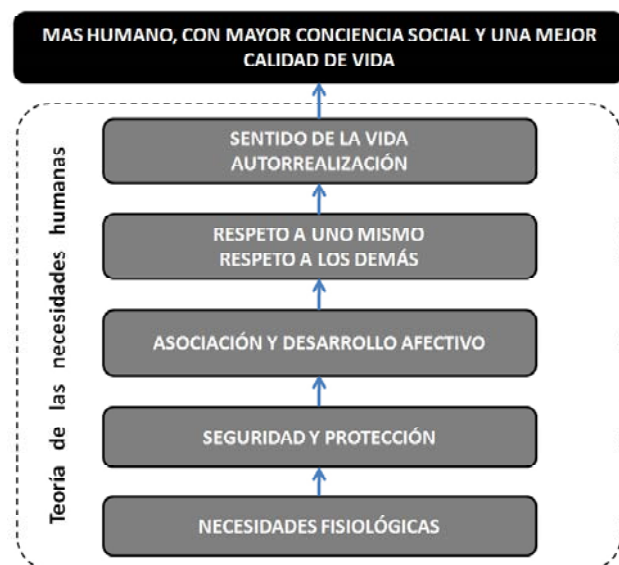 MAS HUMANO, CON MAYOR CONCIENCIA SOCIAL Y UNA MEJOR
CALIDAD DE VIDA
Teoría de las necesidades humanas
SENTIDO DE LA VIDA
AUTORREALIZACIÓN
RESPETO A UNO MISMO
RESPETO A LOS DEMÁS
ASOCIACIÓN Y DESARROLLO AFECTIVO
SEGURIDAD Y PROTECCIÓN
NECESIDADES FISIOLÓGICAS